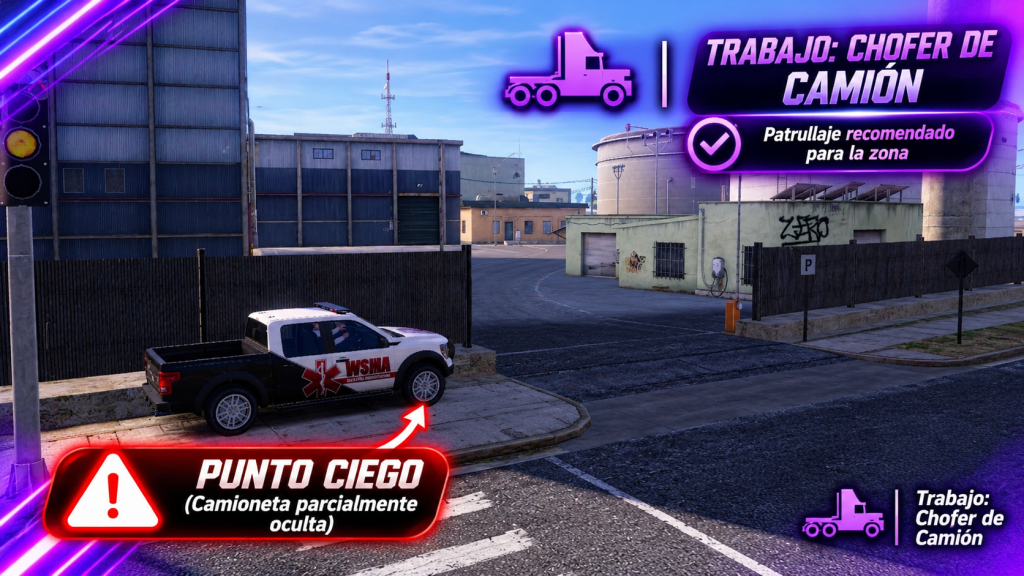 TRABAJO: CHOFER DE
CAMIÓN
Patrullaje recomendado
para la zona
ZERO
P
WSMA
PUNTO CIEGO
(Camioneta parcialmente
oculta)
Trabajo:
Chofer de
Camión